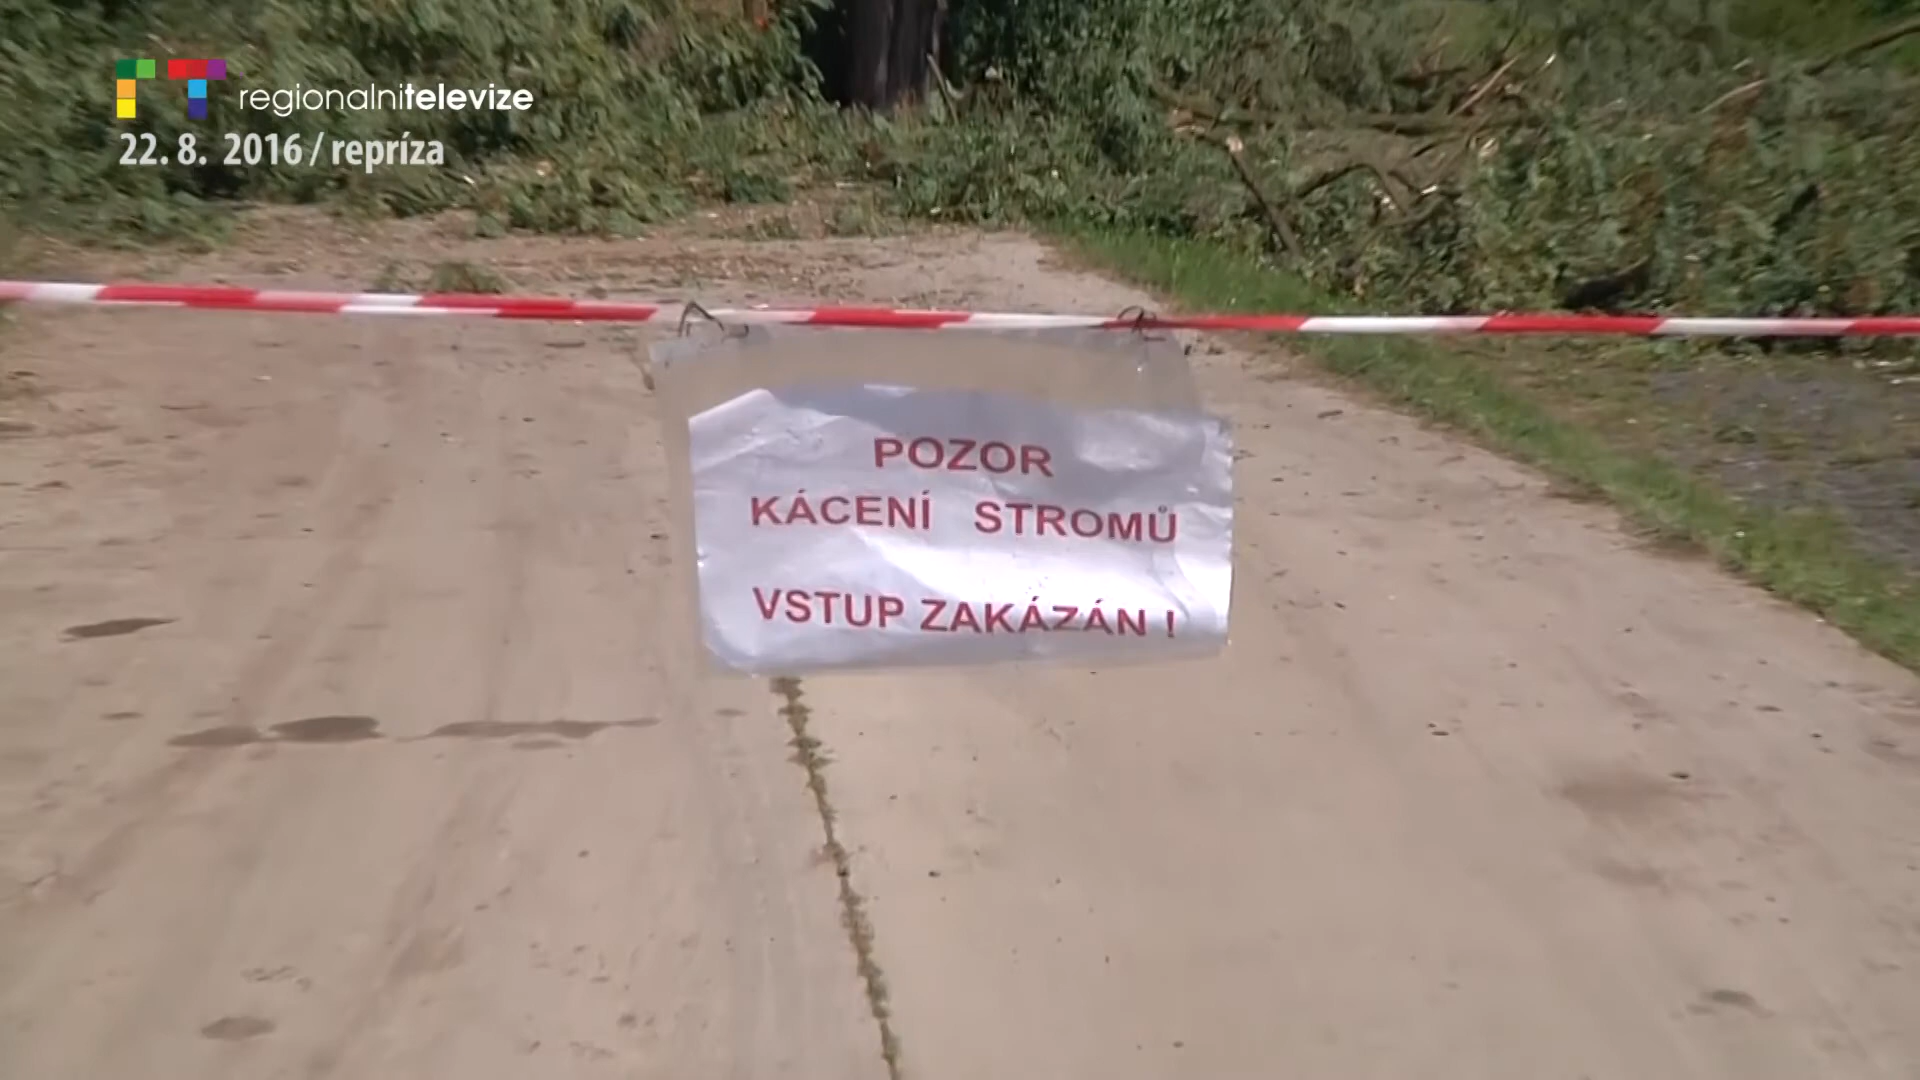 regionalnitelevize
22. 8. 2016 / repríza
POZOR
KÁCENÍ STROMŮ
VSTUP ZAKÁZÁN !